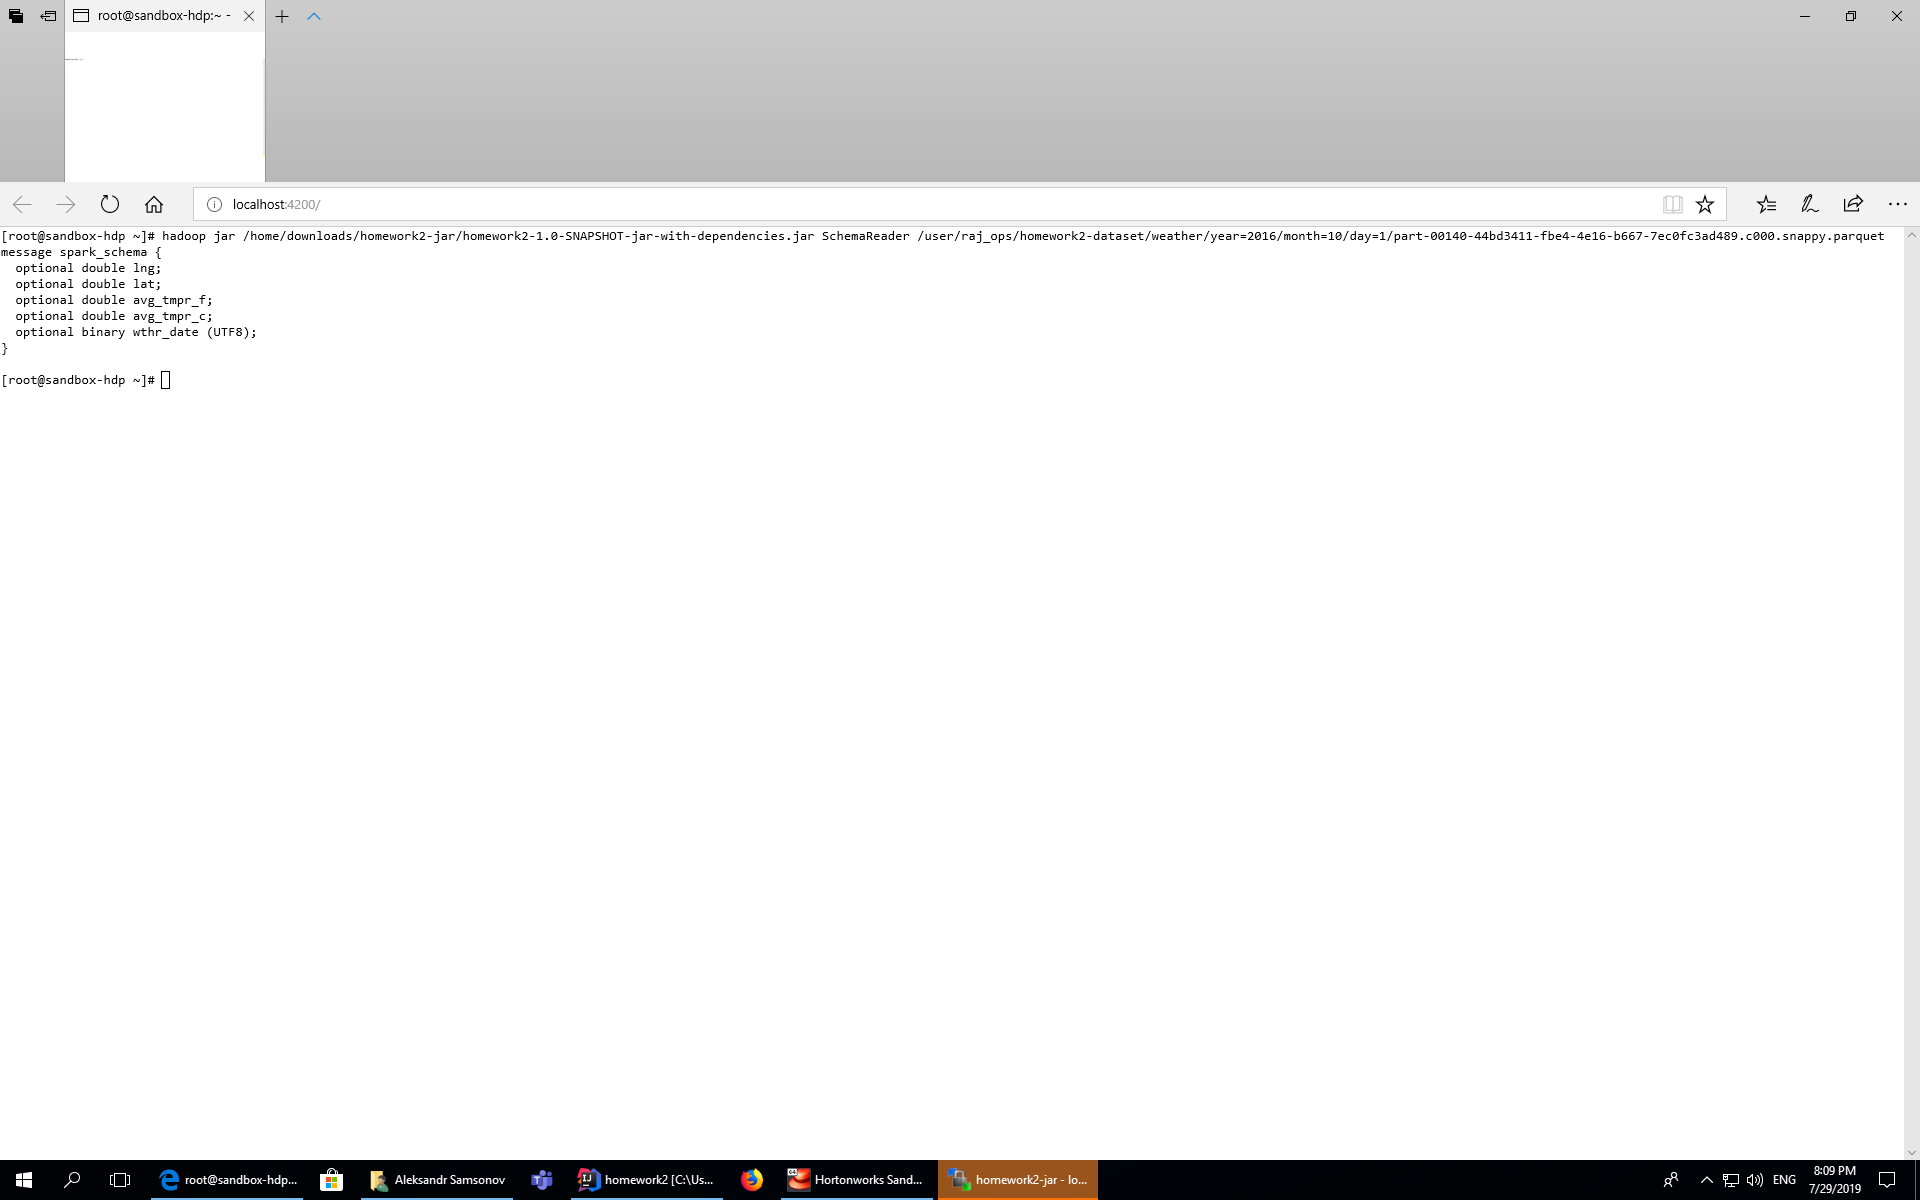 root@sandbox-hdp:~ -
localhost:4200/
[root@sandbox-hdp ~]# hadoop jar /home/downloads/homework2-jar/homework2-1.0-SNAPSHOT-jar-with-dependencies.jar SchemaReader /user/raj_ops/homework2-dataset/weather/year=2016/month=10/day=1/part-00140-44bd3411-fbe4-4e16-b667-7ec0fc3ad489.c000.snappy.parquet
message spark_schema {
  optional double lng;
  optional double lat;
  optional double avg_tmpr_f;
  optional double avg_tmpr_c;
  optional binary wthr_date (UTF8);
}
[root@sandbox-hdp ~]#
root@sandbox-hdp... Aleksandr Samsonov homework2 [C:\Us... Hortonworks Sand... homework2-jar - lo... ENG 8:09 PM
7/29/2019